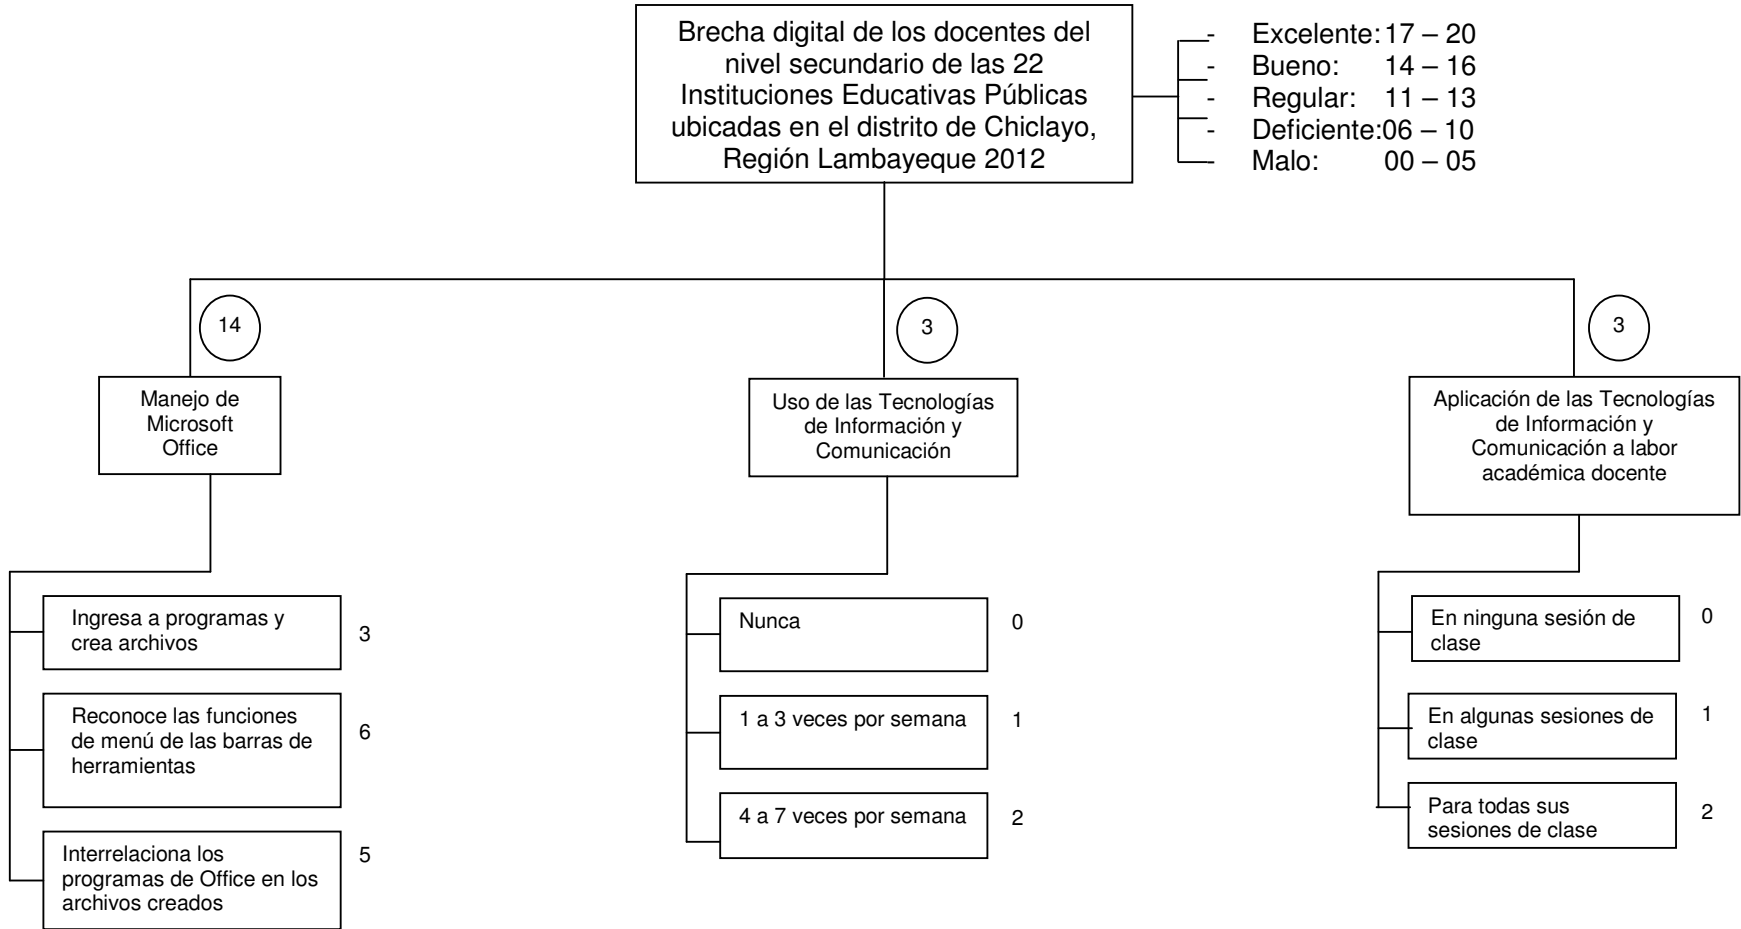 Brecha digital de los docentes del
nivel secundario de las 22
Instituciones Educativas Públicas
ubicadas en el distrito de Chiclayo,
Región Lambayeque 2012
- Excelente: 17 – 20
- Bueno: 14 – 16
- Regular: 11 – 13
- Deficiente:06 – 10
- Malo: 00 – 05
14
Manejo de
Microsoft
Office
Ingresa a programas y
crea archivos
3
Reconoce las funciones
de menú de las barras de
herramientas
6
Interrelaciona los
programas de Office en los
archivos creados
5
3
Uso de las Tecnologías
de Información y
Comunicación
Nunca
0
1 a 3 veces por semana
1
4 a 7 veces por semana
2
3
Aplicación de las Tecnologías
de Información y
Comunicación a labor
académica docente
En ninguna sesión de
clase
0
En algunas sesiones de
clase
1
Para todas sus
sesiones de clase
2